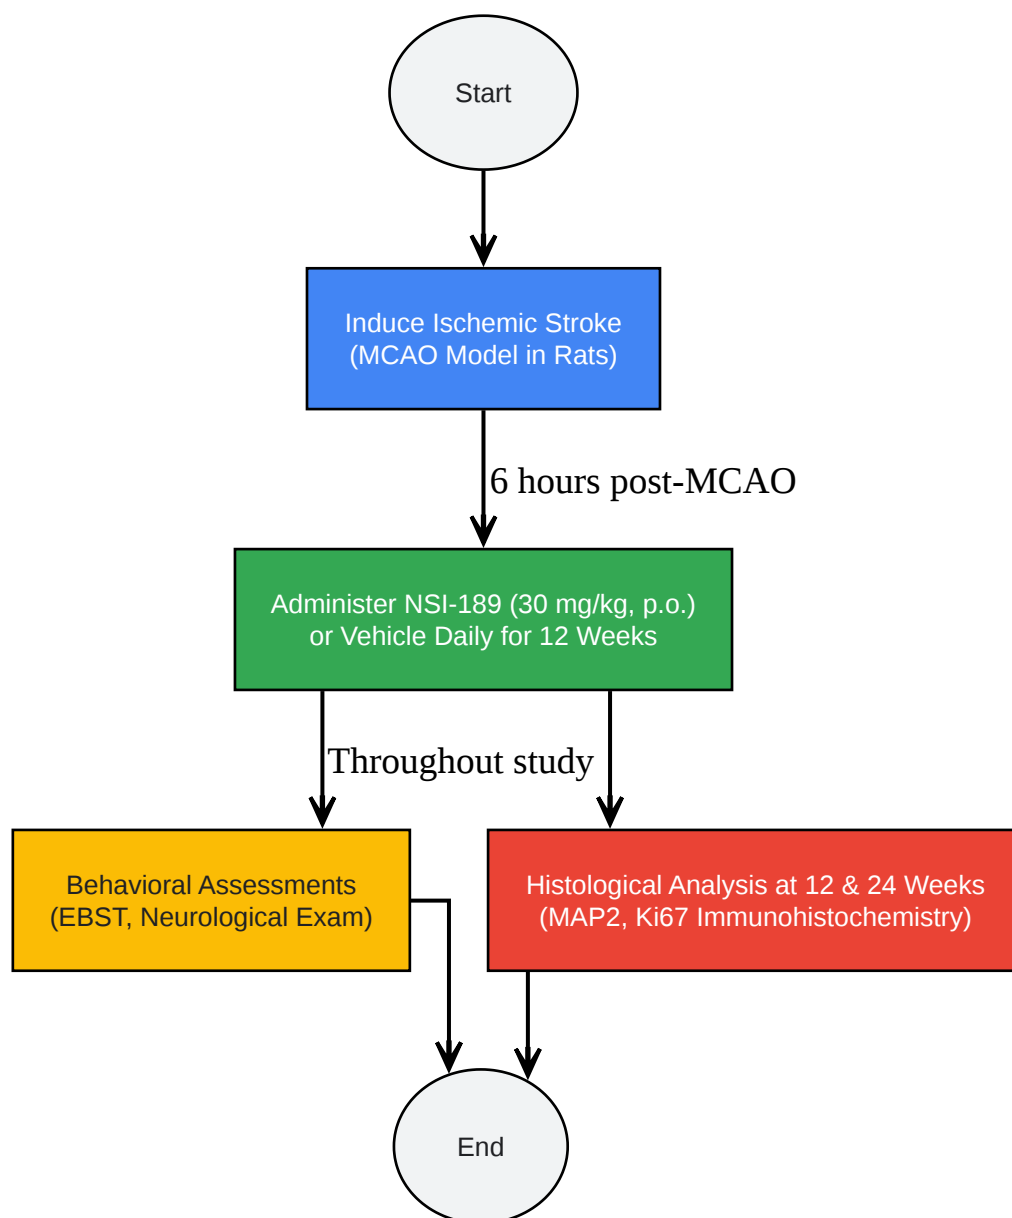 Start
Induce Ischemic Stroke
(MCAO Model in Rats)
6 hours post-MCAO
Administer NSI-189 (30 mg/kg, p.o.)
or Vehicle Daily for 12 Weeks
Throughout study
Behavioral Assessments
(EBST, Neurological Exam)
Histological Analysis at 12 & 24 Weeks
(MAP2, Ki67 Immunohistochemistry)
End